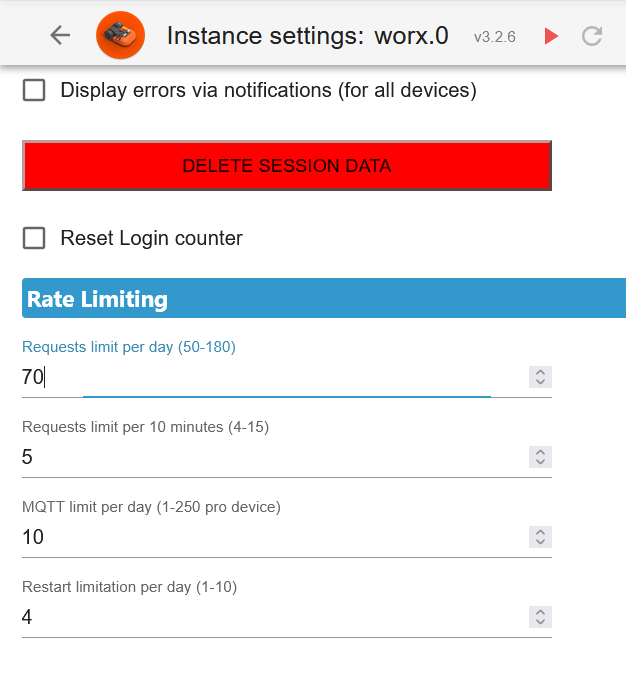 Instance settings: worx.0 v3.2.6
Display errors via notifications (for all devices)
DELETE SESSION DATA
Reset Login counter
Rate Limiting
Requests limit per day (50-180)
70
Requests limit per 10 minutes (4-15)
5
MQTT limit per day (1-250 pro device)
10
Restart limitation per day (1-10)
4